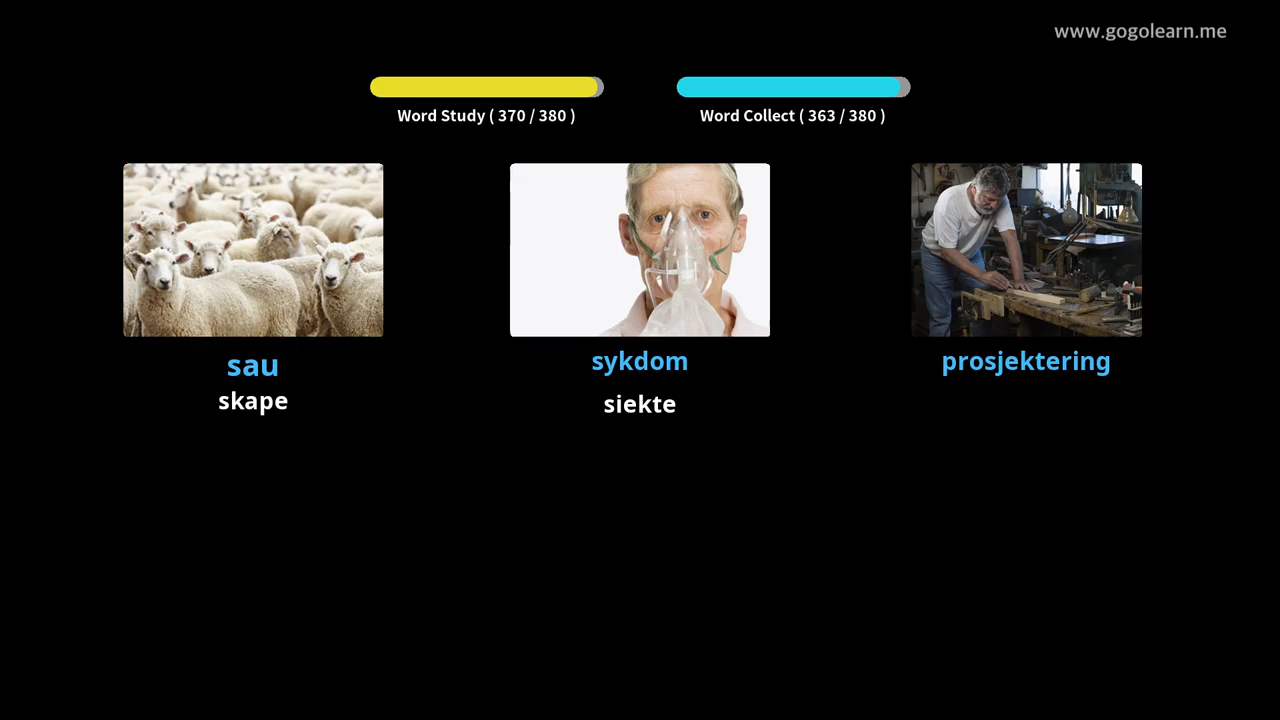 www.gogolearn.me
Word Study ( 370 / 380 )
Word Collect ( 363 / 380 )
sau
skape
sykdom
siekte
prosjektering